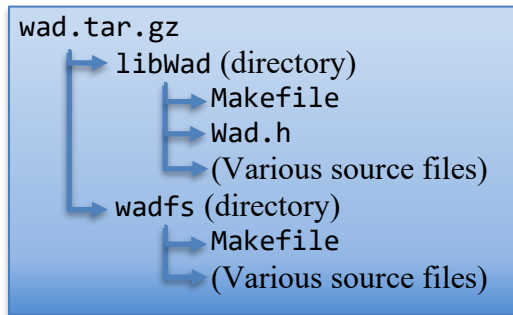 wad.tar.gz
libWad (directory)
Makefile
Wad.h
(Various source files)
wadfs (directory)
Makefile
(Various source files)